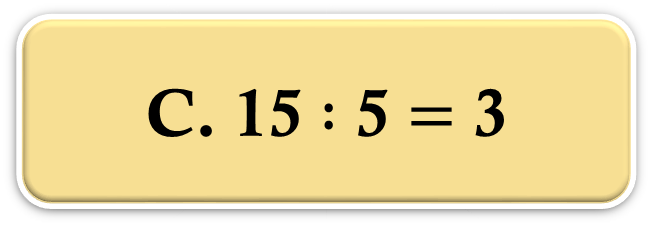 C. 15 : 5 = 3